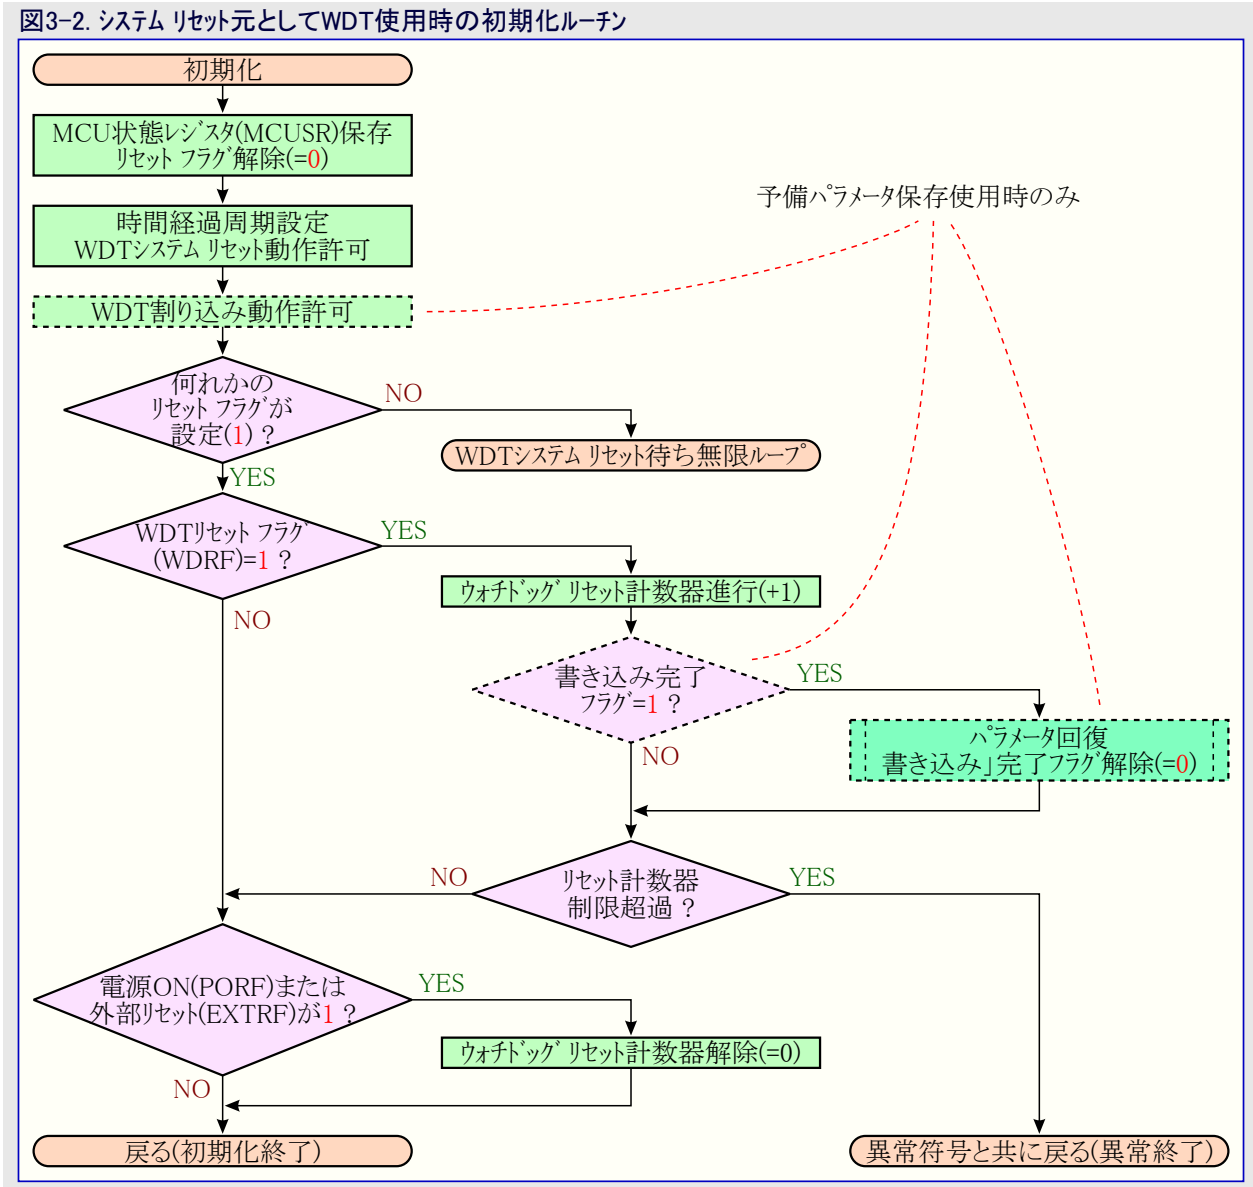 図3-2. ｼｽﾃﾑ ﾘｾｯﾄ元としてWDT使用時の初期化ﾙｰﾁﾝ
初期化
MCU状態ﾚｼﾞｽﾀ(MCUSR)保存
ﾘｾｯﾄ ﾌﾗｸﾞ解除(=0)
予備ﾊﾟﾗﾒｰﾀ保存使用時のみ
時間経過周期設定
WDTｼｽﾃﾑ ﾘｾｯﾄ動作許可
WDT割り込み動作許可
何れかの
ﾘｾｯﾄ ﾌﾗｸﾞが
設定(1) ?
NO
WDTｼｽﾃﾑ ﾘｾｯﾄ待ち無限ﾙｰﾌﾟ
YES
WDTﾘｾｯﾄ ﾌﾗｸﾞ
(WDRF)=1 ?
YES
ｳｫﾁﾄﾞｯｸﾞ ﾘｾｯﾄ計数器進行(+1)
NO
書き込み完了
ﾌﾗｸﾞ=1 ?
YES
NO
ﾊﾟﾗﾒｰﾀ回復
書き込み」完了ﾌﾗｸﾞ解除(=0)
ﾘｾｯﾄ計数器
制限超過 ?
NO
YES
電源ON(PORF)または
外部ﾘｾｯﾄ(EXTRF)が1 ?
YES
ｳｫﾁﾄﾞｯｸﾞ ﾘｾｯﾄ計数器解除(=0)
NO
戻る(初期化終了)
異常符号と共に戻る(異常終了)